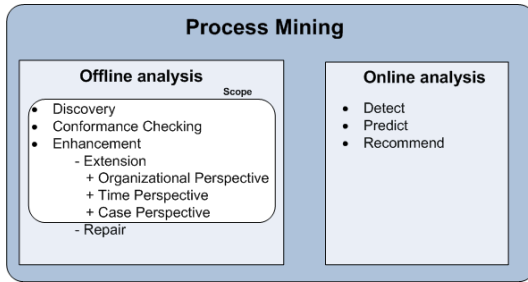 Process Mining
Offline analysis
Scope
• Discovery
• Conformance Checking
• Enhancement
- Extension
+ Organizational Perspective
+ Time Perspective
+ Case Perspective
- Repair
Online analysis
• Detect
• Predict
• Recommend